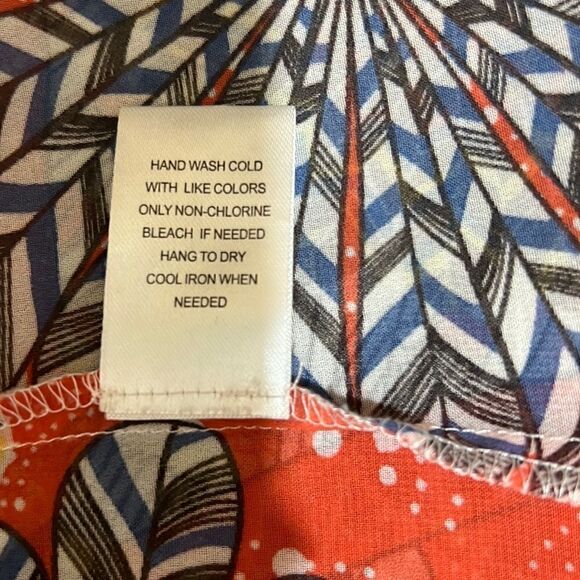 HAND WASH COLD
WITH LIKE COLORS
ONLY NON-CHLORINE
BLEACH IF NEEDED
HANG TO DRY
COOL IRON WHEN
NEEDED